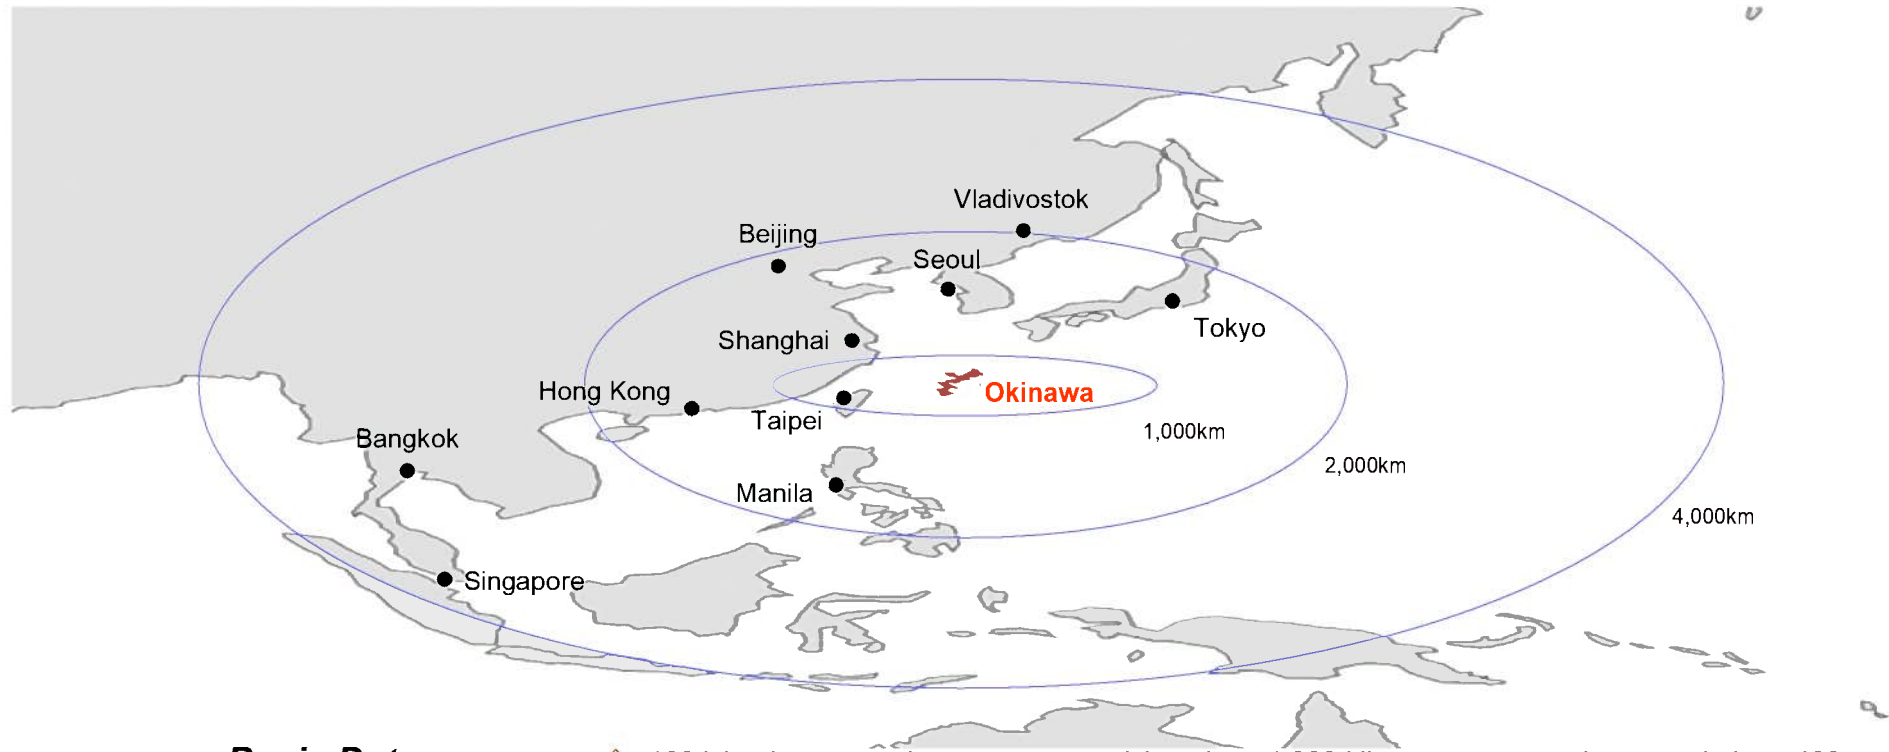 Vladivostok
Beijing
Seoul
Tokyo
Shanghai
Hong Kong
Okinawa
Taipei
1,000km
Bangkok
2,000km
Manila
4,000km
Singapore